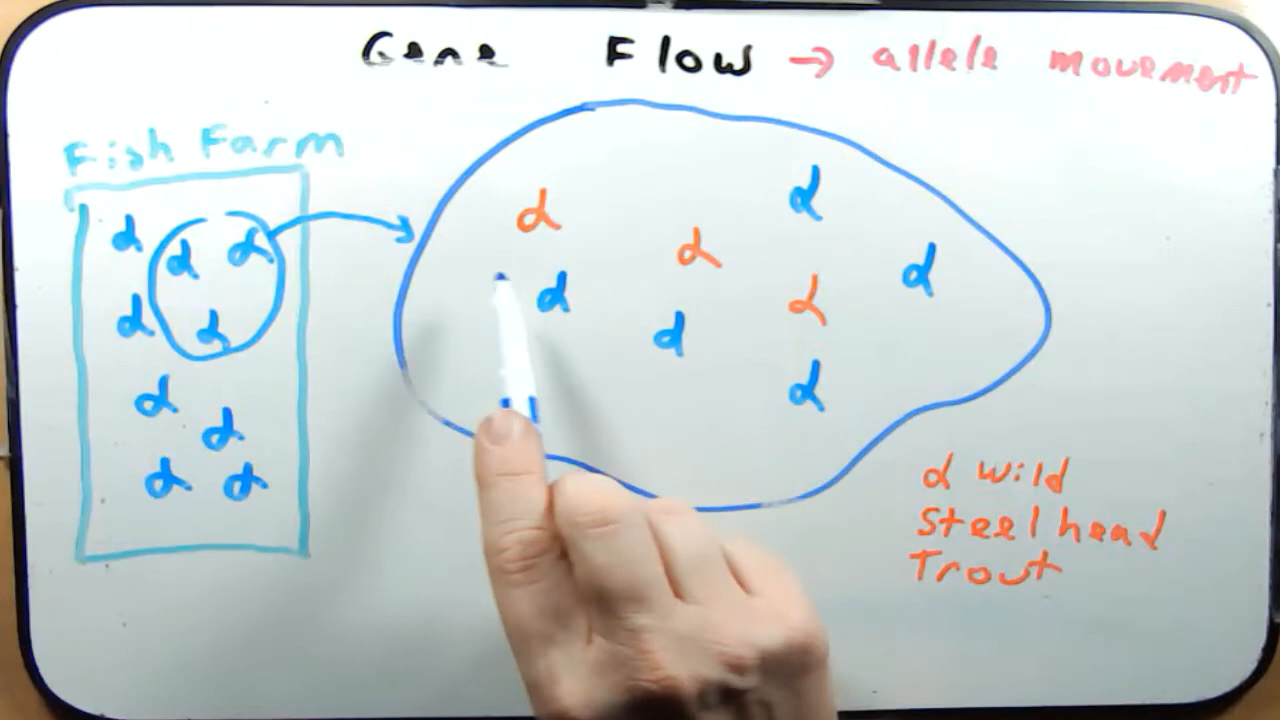 Gene Flow → allele movement
Fish Farm
α wild
Steelhead
Trout